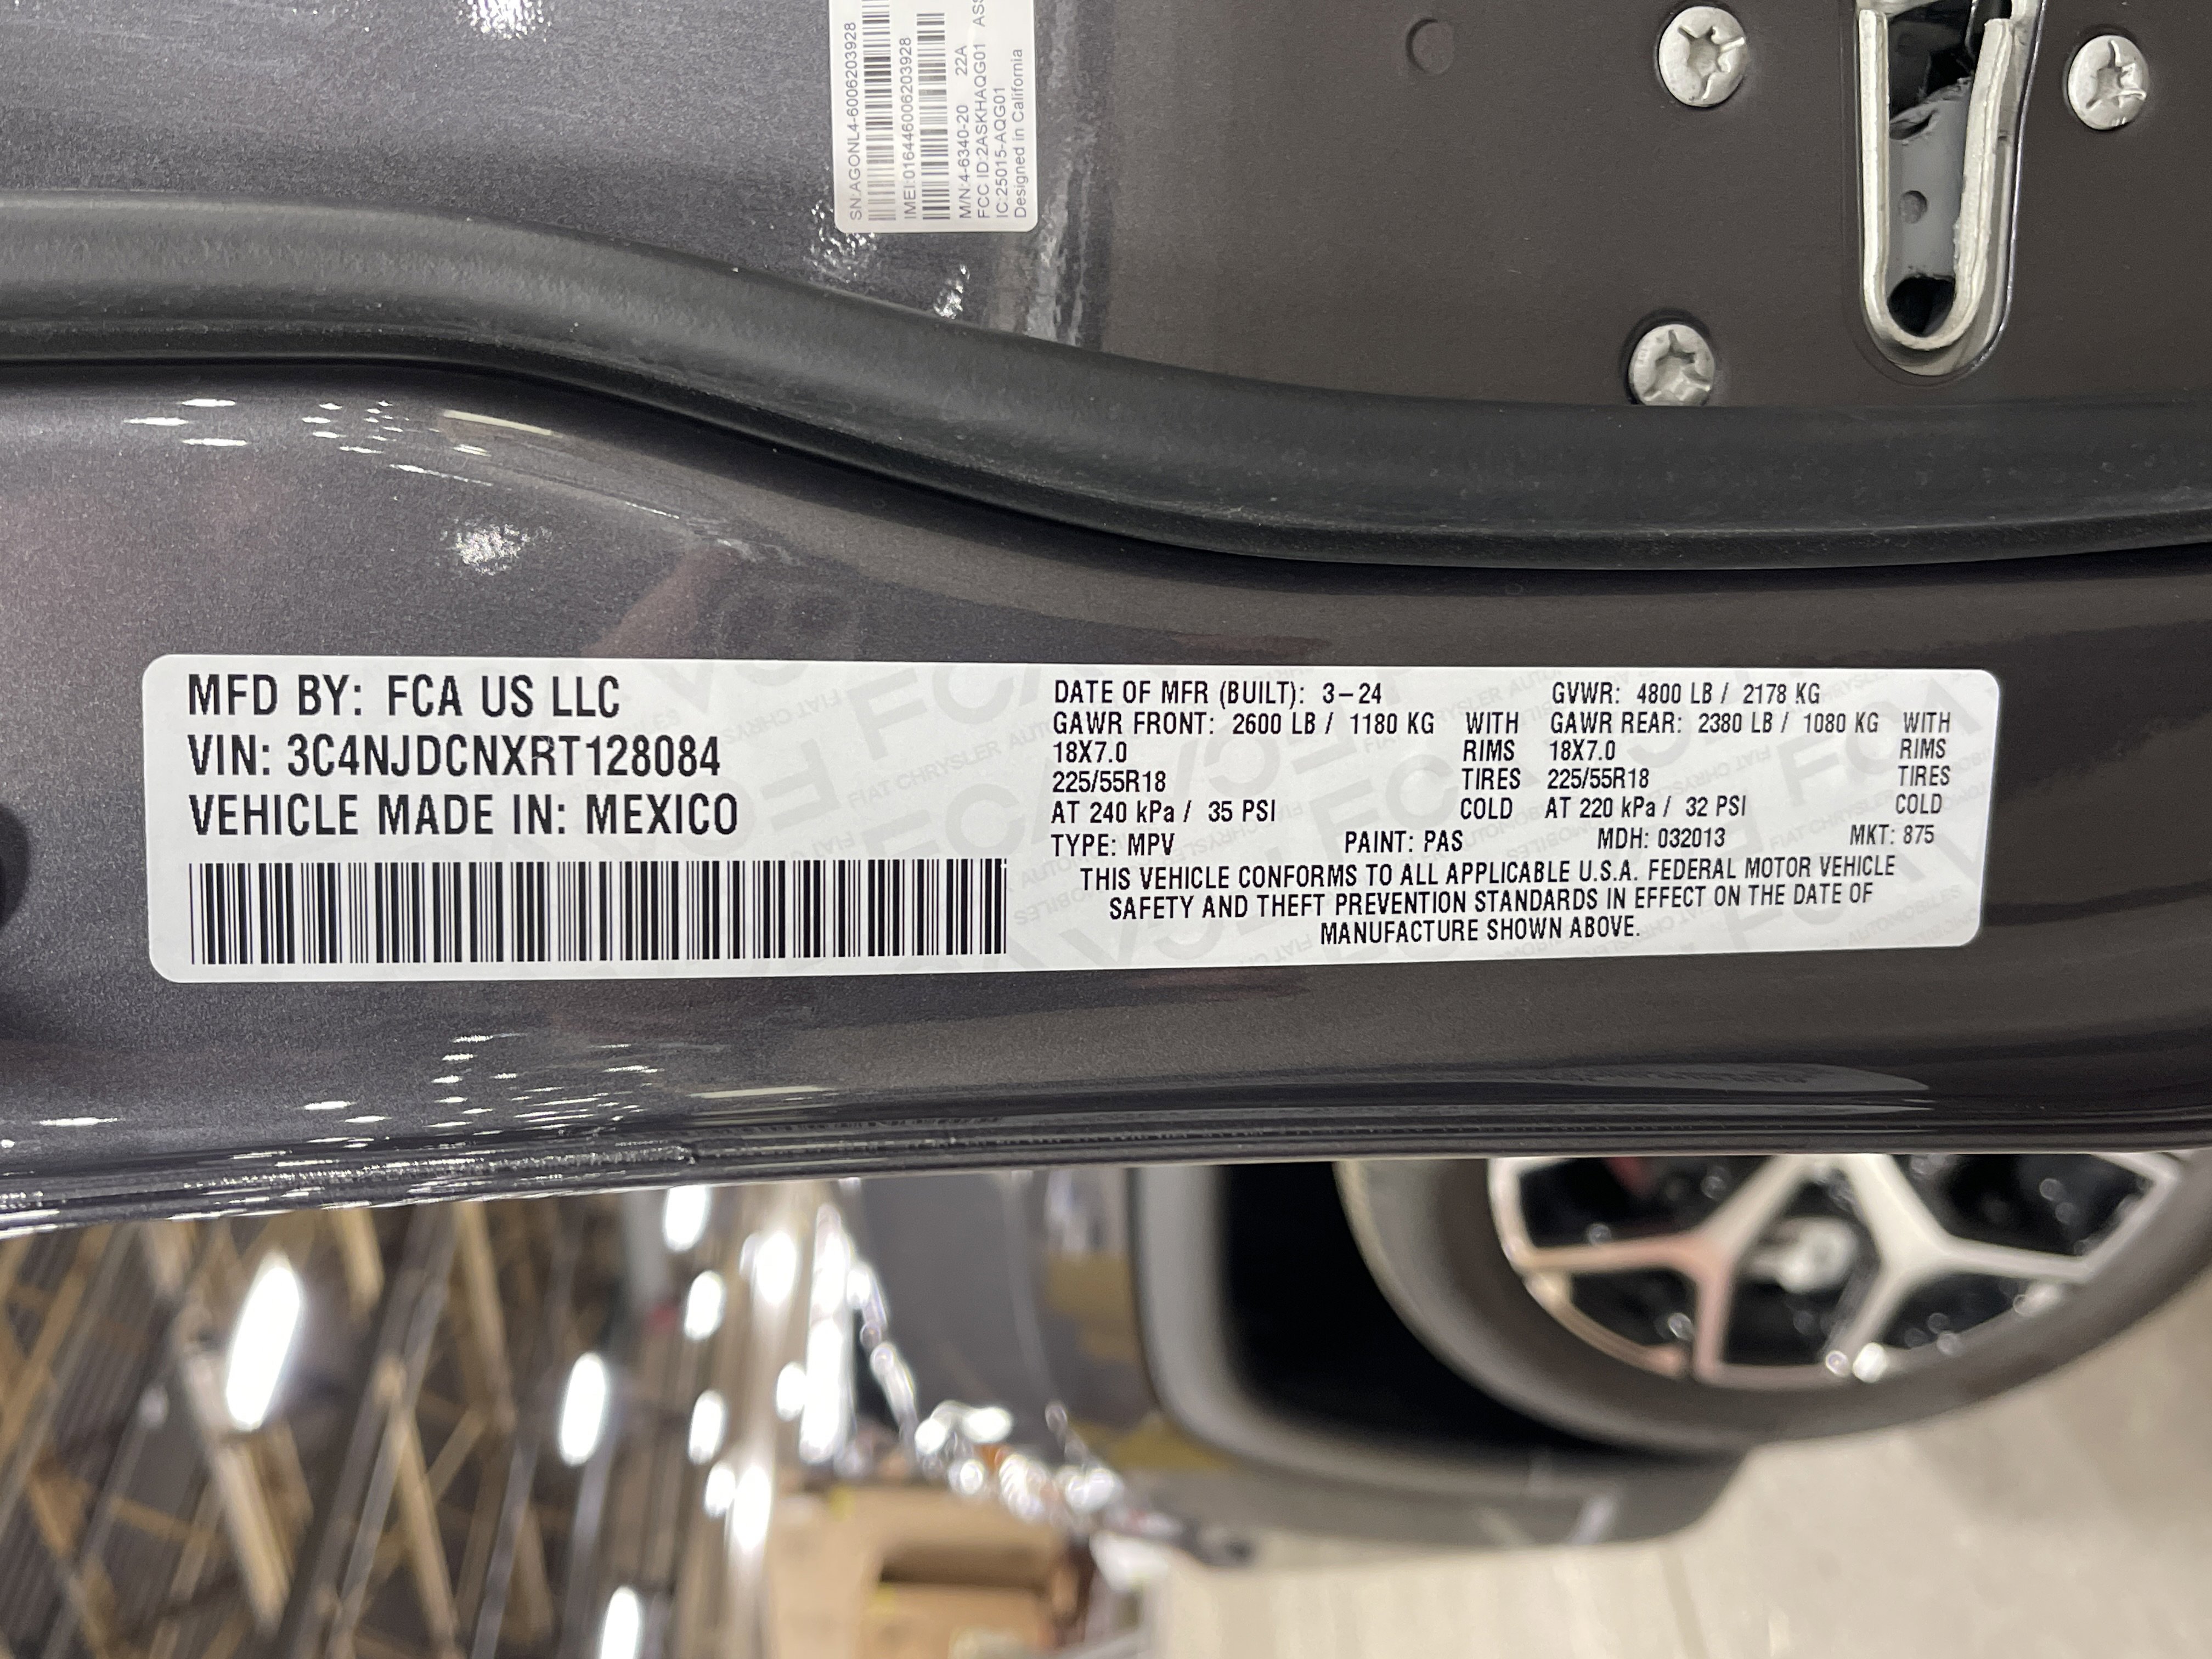 SN:AGONL4-6006203928
IMEI:016446006203928
M/N:4-6340-20 22A
FCC ID:2ASKHAQG01
IC:25015-AQG01
Designed in California
MFD BY: FCA US LLC
VIN: 3C4NJDCNXRT128084
VEHICLE MADE IN: MEXICO
DATE OF MFR (BUILT): 3-24 GVWR: 4800 LB / 2178 KG
GAWR FRONT: 2600 LB / 1180 KG WITH GAWR REAR: 2380 LB / 1080 KG WITH
18X7.0 RIMS 18X7.0 RIMS
225/55R18 TIRES 225/55R18 TIRES
AT 240 kPa / 35 PSI COLD AT 220 kPa / 32 PSI COLD
TYPE: MPV PAINT: PAS MDH: 032013 MKT: 875
THIS VEHICLE CONFORMS TO ALL APPLICABLE U.S.A. FEDERAL MOTOR VEHICLE
SAFETY AND THEFT PREVENTION STANDARDS IN EFFECT ON THE DATE OF
MANUFACTURE SHOWN ABOVE.